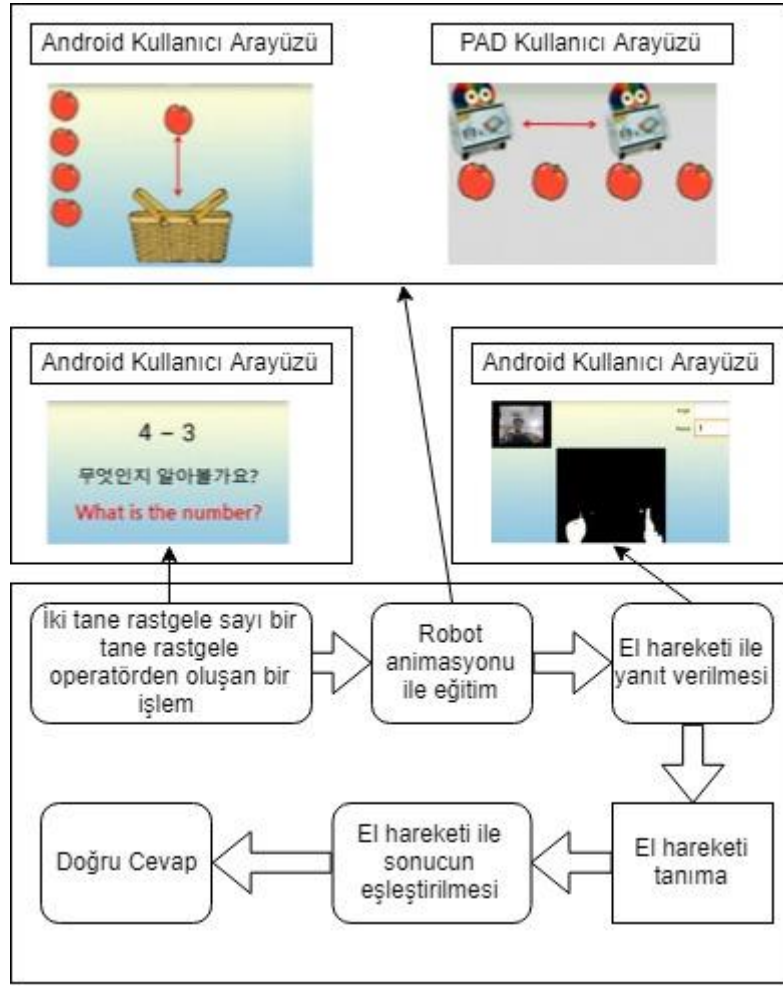 Android Kullanıcı Arayüzü
PAD Kullanıcı Arayüzü
Android Kullanıcı Arayüzü
4 – 3
무엇인지 알아볼가요?
What is the number?
Android Kullanıcı Arayüzü
1
İki tane rastgele sayı bir
tane rastgele
operatörden oluşan bir
işlem
Robot
animasyonu
ile eğitim
El hareketi ile
yanıt verilmesi
Doğru Cevap
El hareketi ile
sonucun
eşleştirilmesi
El hareketi
tanıma